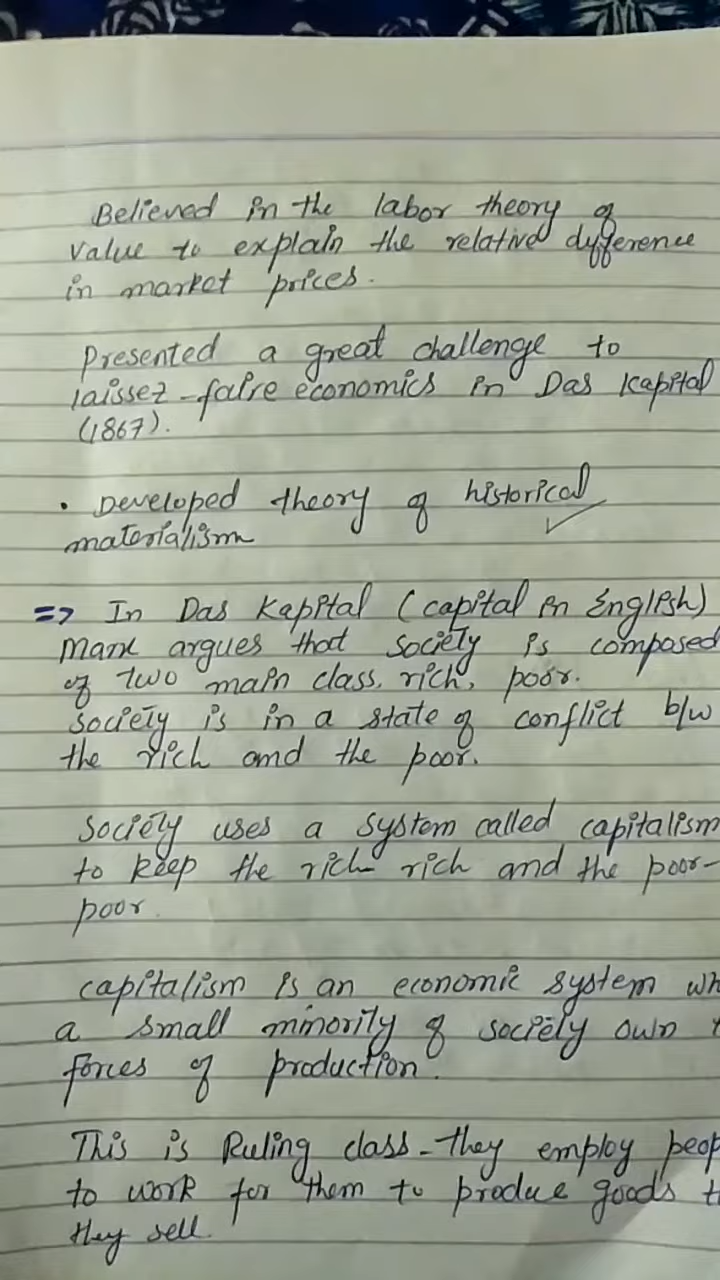 Believed in the labor theory of
value to explain the relative difference
in market prices.
Presented a great challenge to
laissez-faire economics in Das Kapital
(1867).
• Developed theory of historical
materialism
=> In Das Kapital (capital in English)
Marx argues that society is composed
of two main class. rich, poor.
society is in a state of conflict b/w
the rich and the poor.
Society uses a system called capitalism
to keep the rich rich and the poor-
poor.
capitalism is an economic system wh
a small minority of society own t
forces of production.
This is Ruling class - they employ peop
to work for them to produce goods t
they sell.